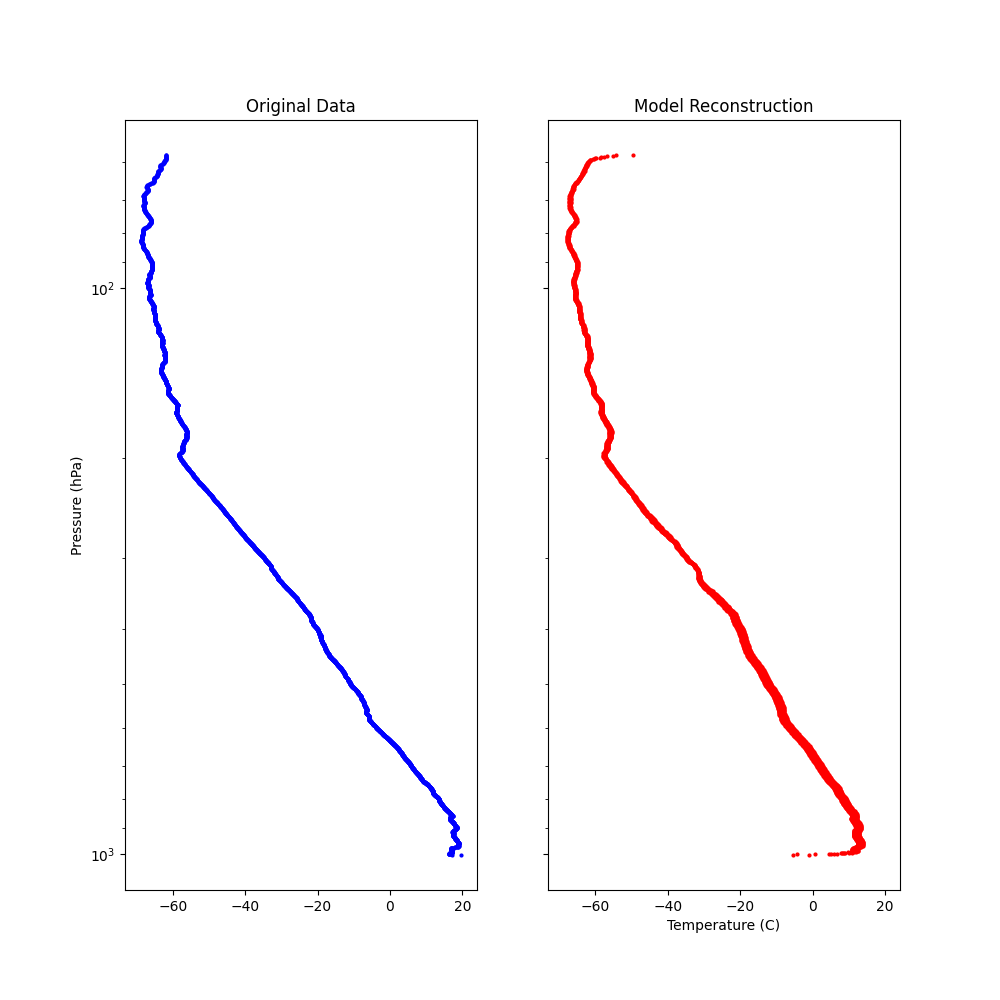 Original Data
Model Reconstruction
Pressure (hPa)
10²
10³
−60 −40 −20 0 20
−60 −40 −20 0 20
Temperature (C)